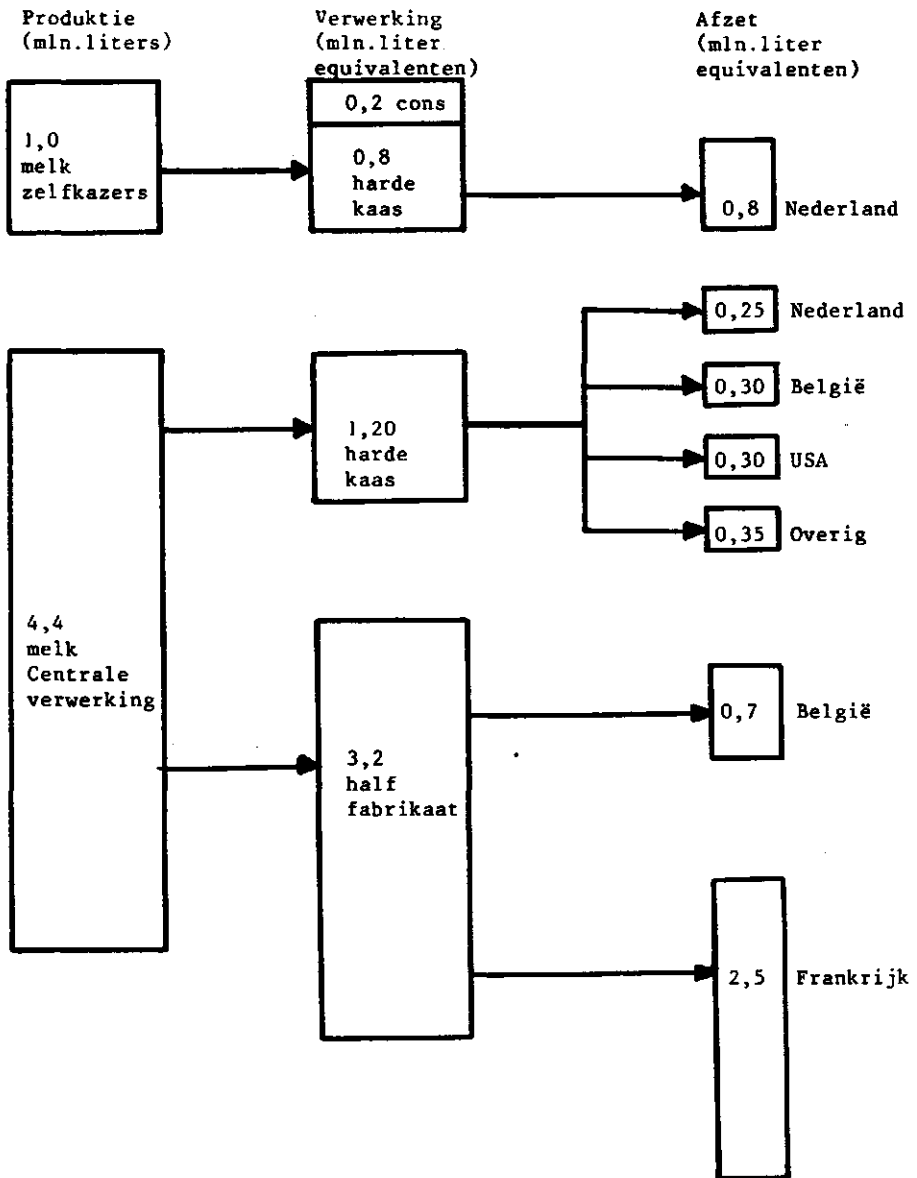 Produktie
(mln.liters)
Verwerking
(mln.liter
equivalenten)
Afzet
(mln.liter
equivalenten)
1,0
melk
zelfkazers
0,2 cons
0,8
harde
kaas
0,8 Nederland
4,4
melk
Centrale
verwerking
1,20
harde
kaas
0,25 Nederland
0,30 België
0,30 USA
0,35 Overig
3,2
half
fabrikaat
0,7 België
2,5 Frankrijk